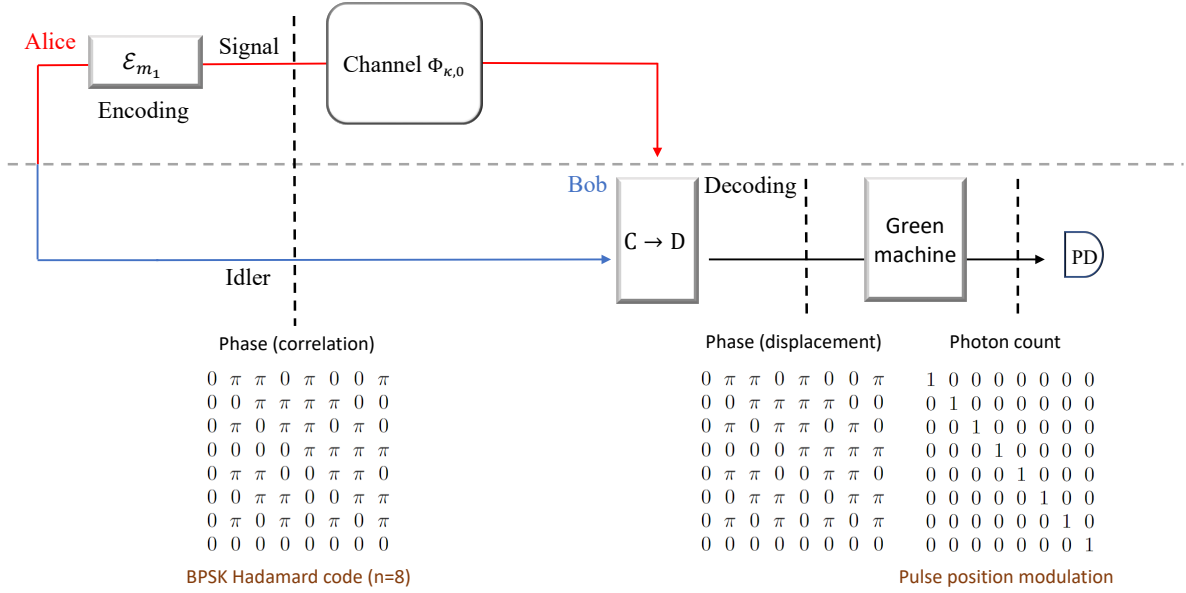 Alice
ℰ_{m_1}
Signal
Channel Φ_{κ,0}
Encoding
Bob
Decoding
C → D
Green
machine
PD
Idler
Phase (correlation)
0 π π 0 π 0 0 π
0 0 π π π π 0 0
0 π 0 π π 0 π 0
0 0 0 0 π π π π
0 π π 0 0 π π 0
0 0 π π 0 0 π π
0 π 0 π 0 π 0 π
0 0 0 0 0 0 0 0
BPSK Hadamard code (n=8)
Phase (displacement)
0 π π 0 π 0 0 π
0 0 π π π π 0 0
0 π 0 π π 0 π 0
0 0 0 0 π π π π
0 π π 0 0 π π 0
0 0 π π 0 0 π π
0 π 0 π 0 π 0 π
0 0 0 0 0 0 0 0
Photon count
1 0 0 0 0 0 0 0
0 1 0 0 0 0 0 0
0 0 1 0 0 0 0 0
0 0 0 1 0 0 0 0
0 0 0 0 1 0 0 0
0 0 0 0 0 1 0 0
0 0 0 0 0 0 1 0
0 0 0 0 0 0 0 1
Pulse position modulation